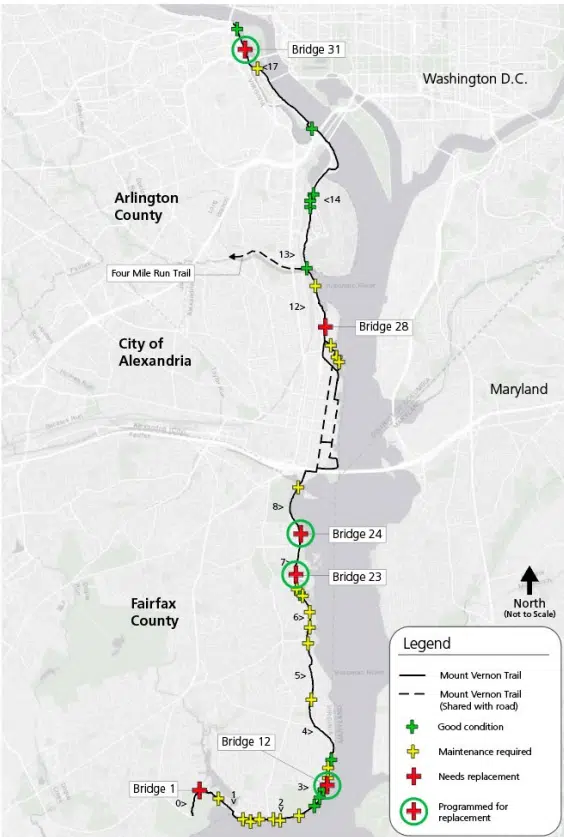 Bridge 31
<17
Washington D.C.
Arlington
County
<14
13>
Four Mile Run Trail
12>
Bridge 28
City of
Alexandria
Maryland
8>
Bridge 24
7>
Bridge 23
Fairfax
County
6>
North
(Not to Scale)
5>
4>
Bridge 12
3>
Bridge 1
0>
1
v
2
v
Legend
Mount Vernon Trail
Mount Vernon Trail
(Shared with road)
Good condition
Maintenance required
Needs replacement
Programmed for
replacement